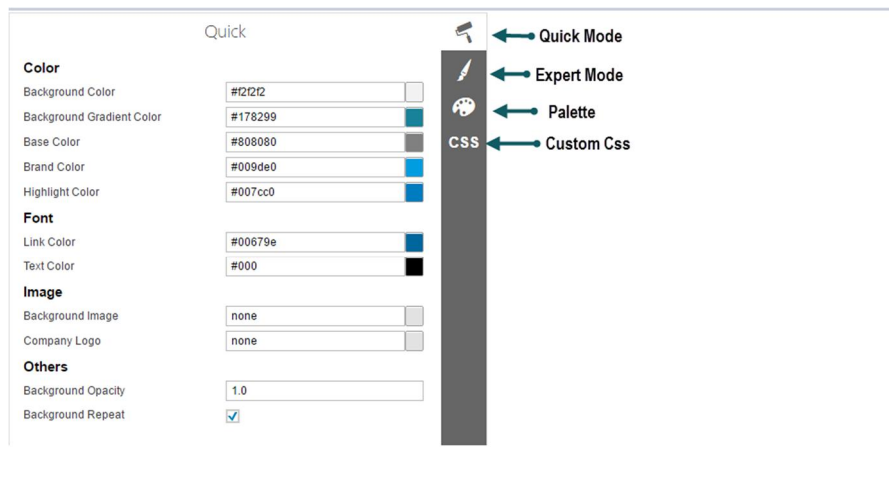 Quick
Quick Mode
Color
Expert Mode
Background Color #f2f2f2
Background Gradient Color #178299
Palette
Base Color #808080
CSS
Custom Css
Brand Color #009de0
Highlight Color #007cc0
Font
Link Color #00679e
Text Color #000
Image
Background Image none
Company Logo none
Others
Background Opacity 1.0
Background Repeat